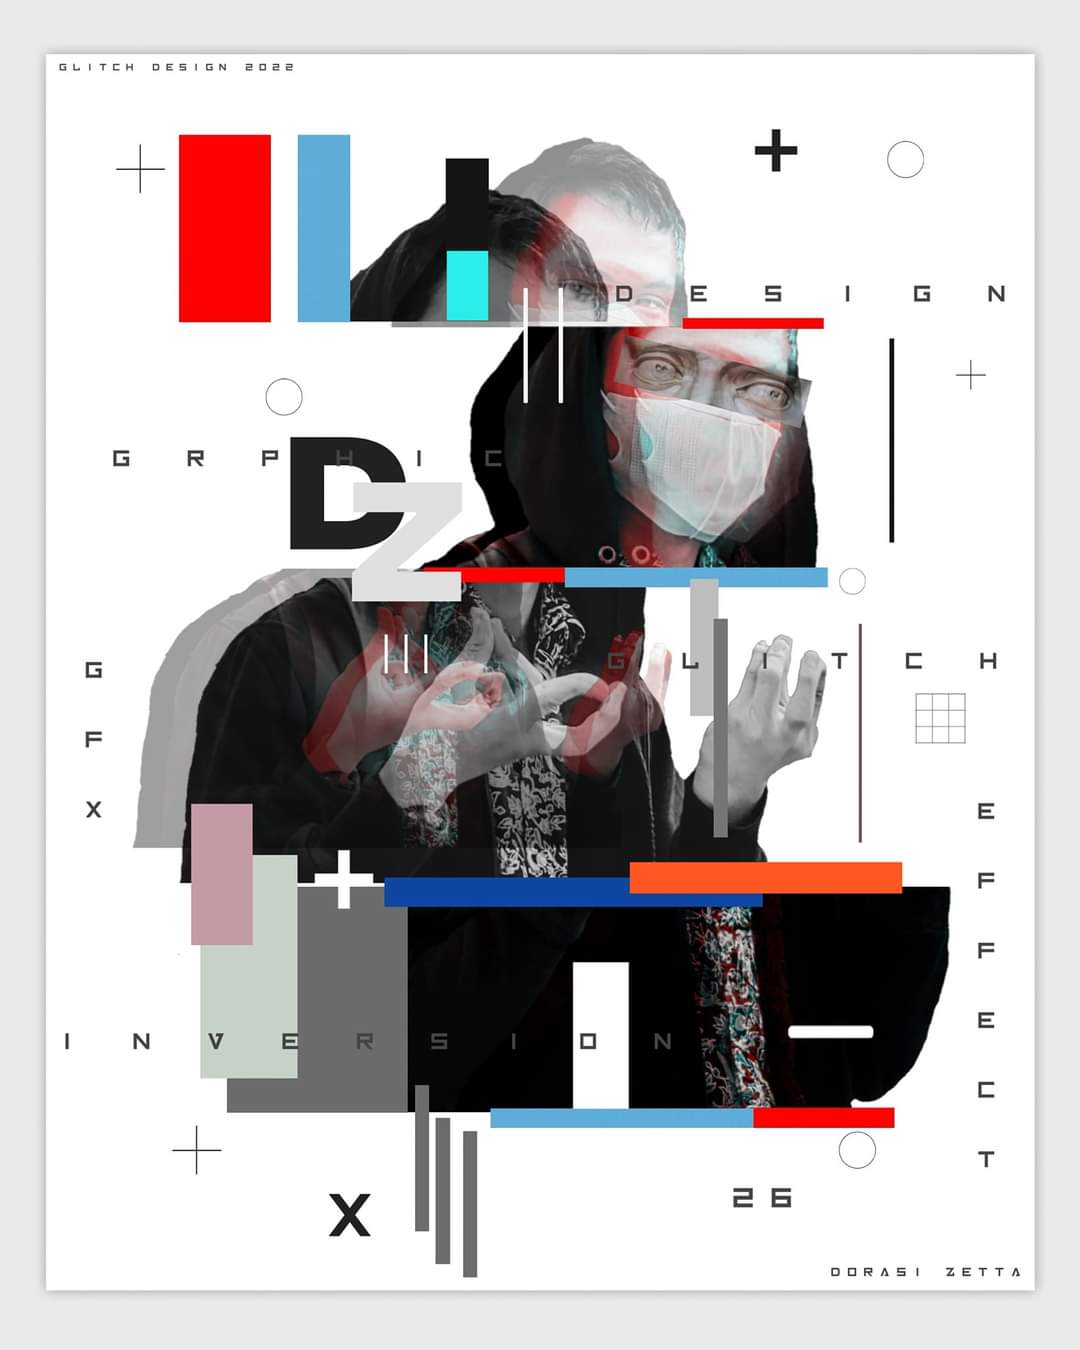 GLITCH DESIGN 2022
DESIGN
GRPHIC
DZ
GLITCH
GFX
EFFECT
INVERSION
X
26
DORASI ZETTA